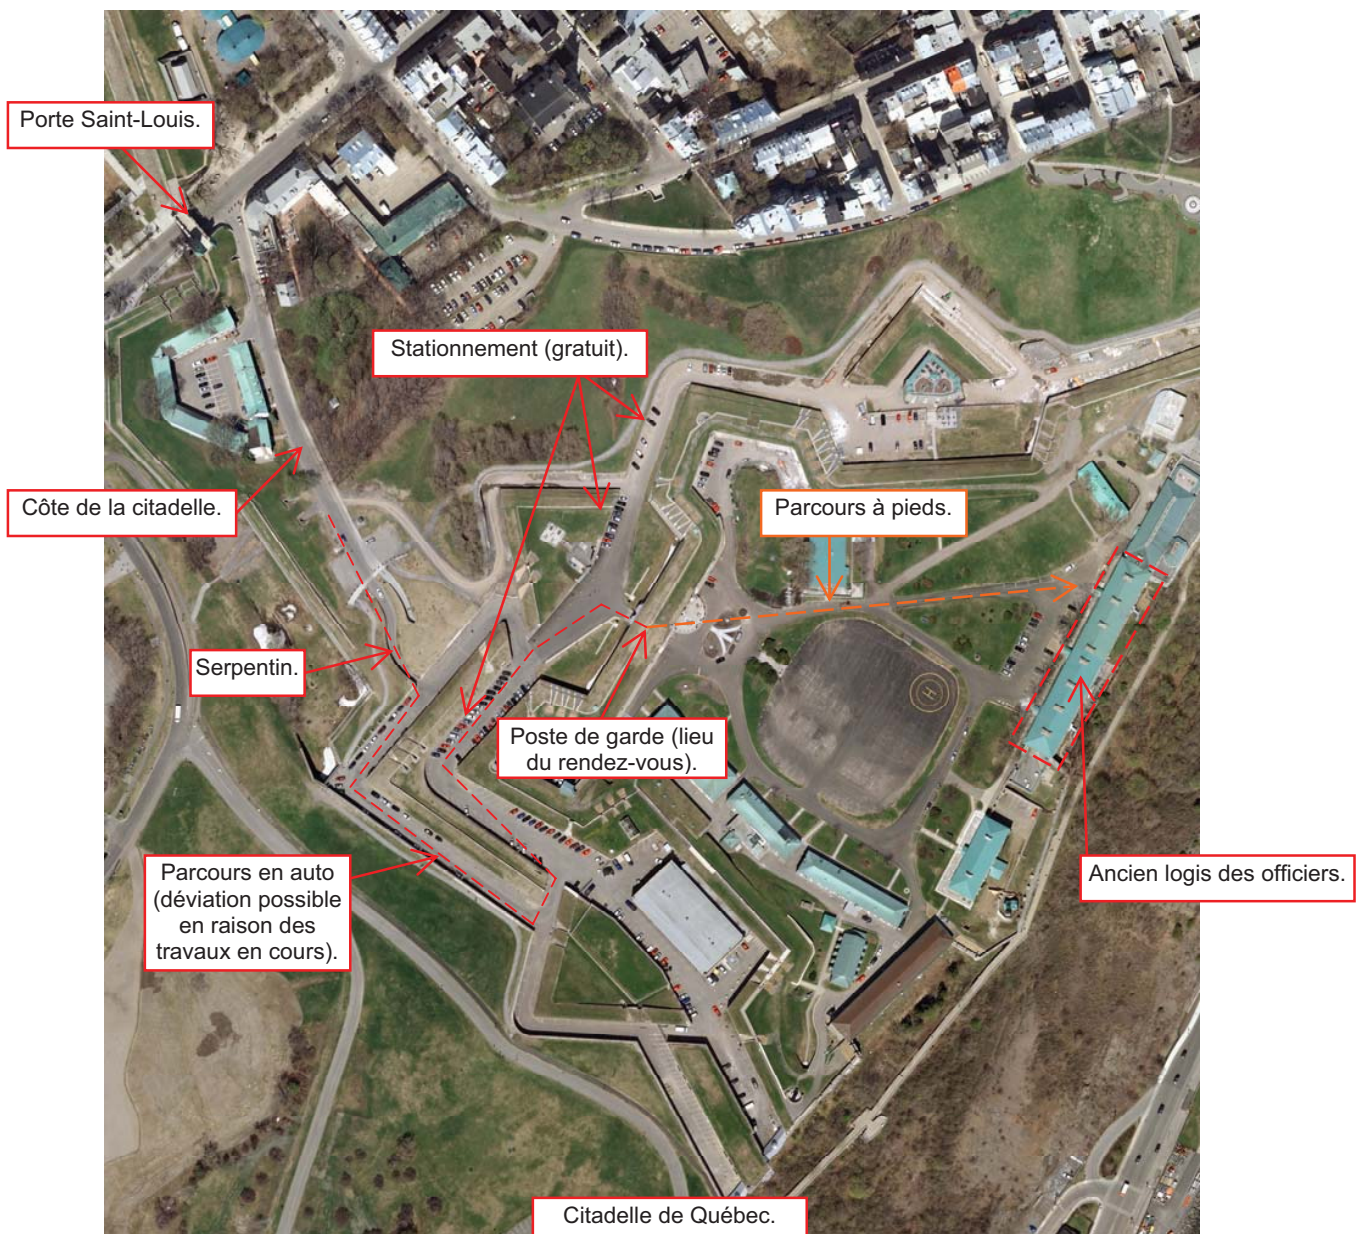 Porte Saint-Louis.
Stationnement (gratuit).
Côte de la citadelle.
Parcours à pieds.
Serpentin.
Poste de garde (lieu
du rendez-vous).
H
Parcours en auto
(déviation possible
en raison des
travaux en cours).
Ancien logis des officiers.
Citadelle de Québec.